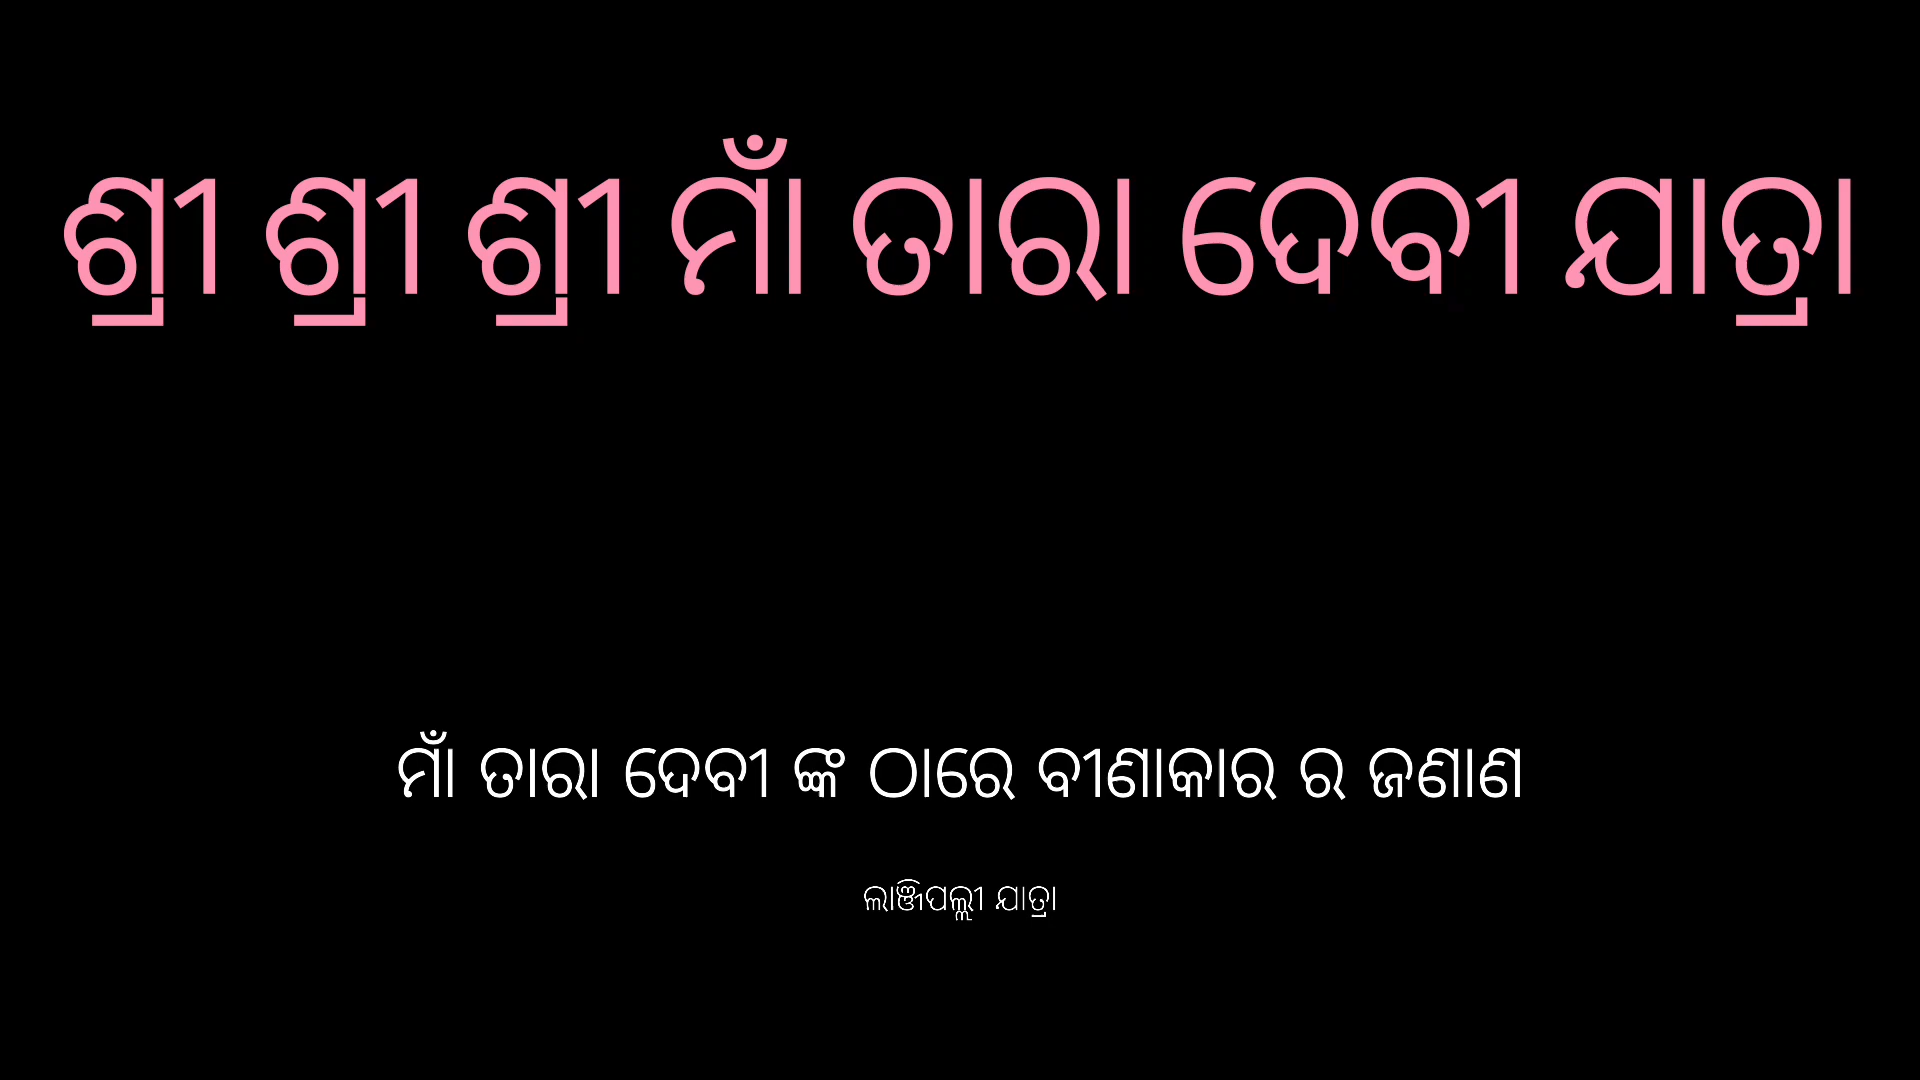 ଶ୍ରୀ ଶ୍ରୀ ଶ୍ରୀ ମାଁ ତାରା ଦେବୀ ଯାତ୍ରା
ମାଁ ତାରା ଦେବୀ ଙ୍କ ଠାରେ ବୀଣାକାର ର ଜଣାଣ
ଲାଞ୍ଜିପଲ୍ଲୀ ଯାତ୍ରା